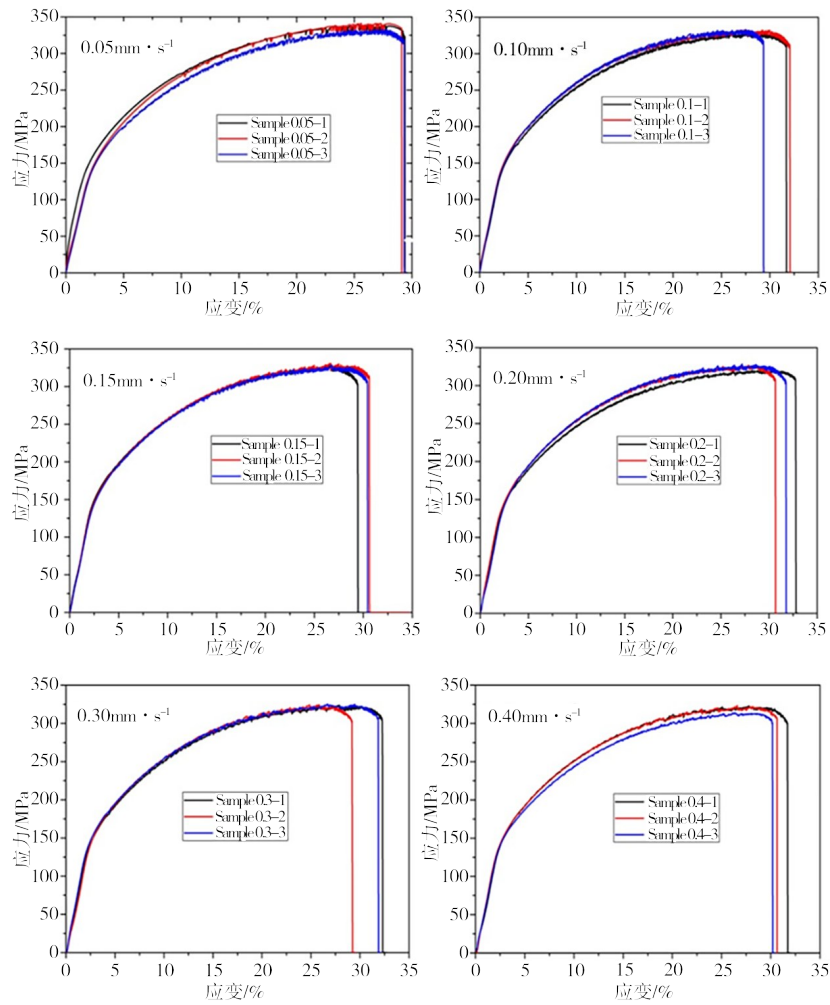 350
300
250
200
150
100
50
0
应力/MPa
0.05mm·s⁻¹
Sample 0.05–1
Sample 0.05–2
Sample 0.05–3
0 5 10 15 20 25 30
应变/%
350
300
250
200
150
100
50
0
应力/MPa
0.10mm·s⁻¹
Sample 0.1–1
Sample 0.1–2
Sample 0.1–3
0 5 10 15 20 25 30 35
应变/%
350
300
250
200
150
100
50
0
应力/MPa
0.15mm·s⁻¹
Sample 0.15–1
Sample 0.15–2
Sample 0.15–3
0 5 10 15 20 25 30 35
应变/%
350
300
250
200
150
100
50
0
应力/MPa
0.20mm·s⁻¹
Sample 0.2–1
Sample 0.2–2
Sample 0.2–3
0 5 10 15 20 25 30 35
应变/%
350
300
250
200
150
100
50
0
应力/MPa
0.30mm·s⁻¹
Sample 0.3–1
Sample 0.3–2
Sample 0.3–3
0 5 10 15 20 25 30 35
应变/%
350
300
250
200
150
100
50
0
应力/MPa
0.40mm·s⁻¹
Sample 0.4–1
Sample 0.4–2
Sample 0.4–3
0 5 10 15 20 25 30 35
应变/%